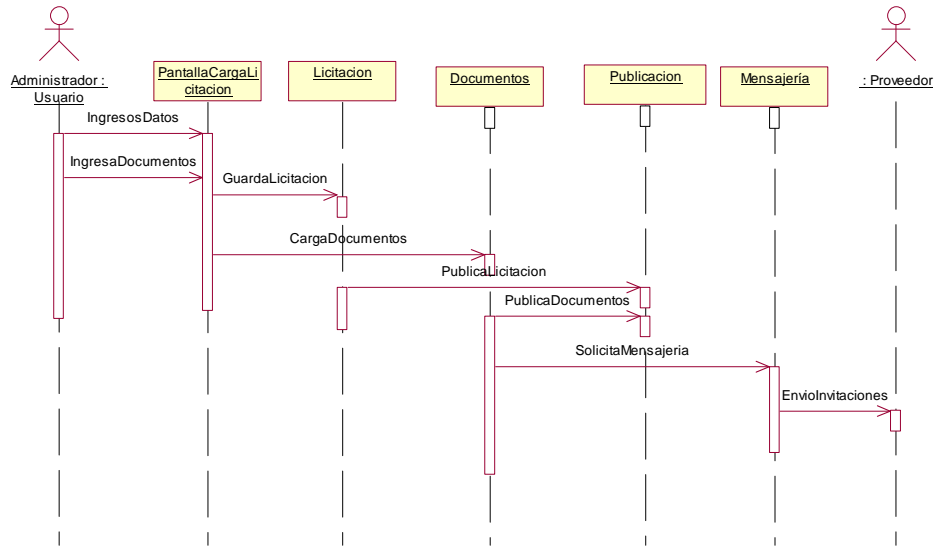 Administrador :
Usuario
PantallaCargaLi
citacion
Licitacion
Documentos
Publicacion
Mensajería
: Proveedor
IngresosDatos
IngresaDocumentos
GuardaLicitacion
CargaDocumentos
PublicaLicitacion
PublicaDocumentos
SolicitaMensajeria
EnvioInvitaciones